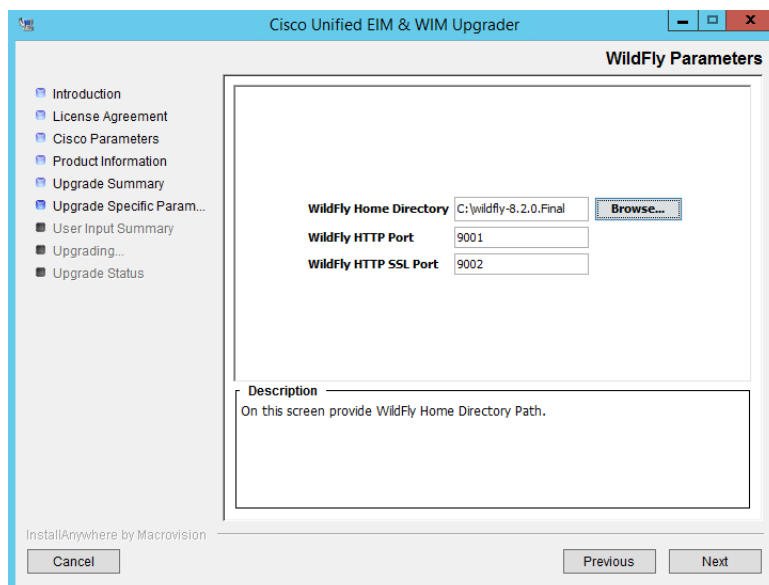 Cisco Unified EIM & WIM Upgrader
WildFly Parameters
Introduction
License Agreement
Cisco Parameters
Product Information
Upgrade Summary
Upgrade Specific Param...
User Input Summary
Upgrading...
Upgrade Status
WildFly Home Directory C:\wildfly-8.2.0.Final Browse...
WildFly HTTP Port 9001
WildFly HTTP SSL Port 9002
Description
On this screen provide WildFly Home Directory Path.
InstallAnywhere by Macrovision
Cancel Previous Next